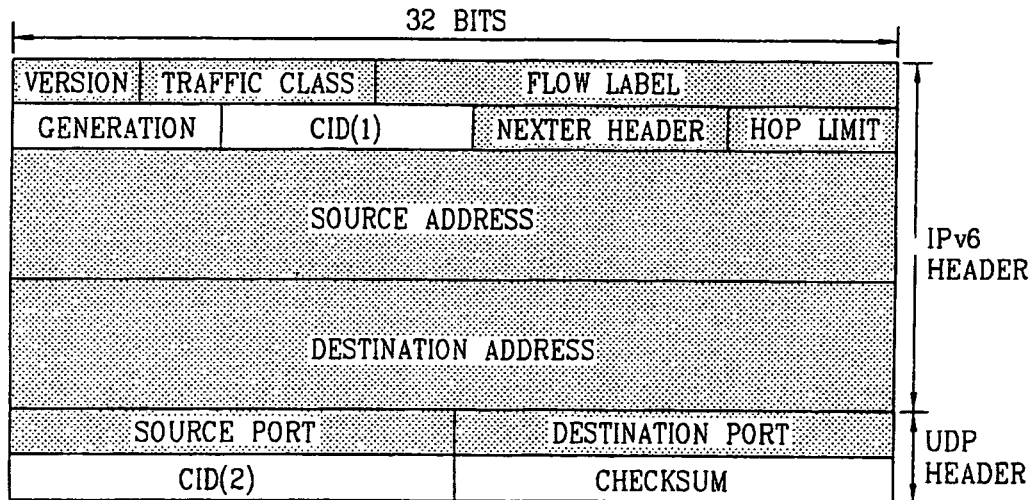 32 BITS
VERSION TRAFFIC CLASS FLOW LABEL
GENERATION CID(1) NEXTER HEADER HOP LIMIT
SOURCE ADDRESS
DESTINATION ADDRESS
IPv6
HEADER
SOURCE PORT DESTINATION PORT
CID(2) CHECKSUM
UDP
HEADER